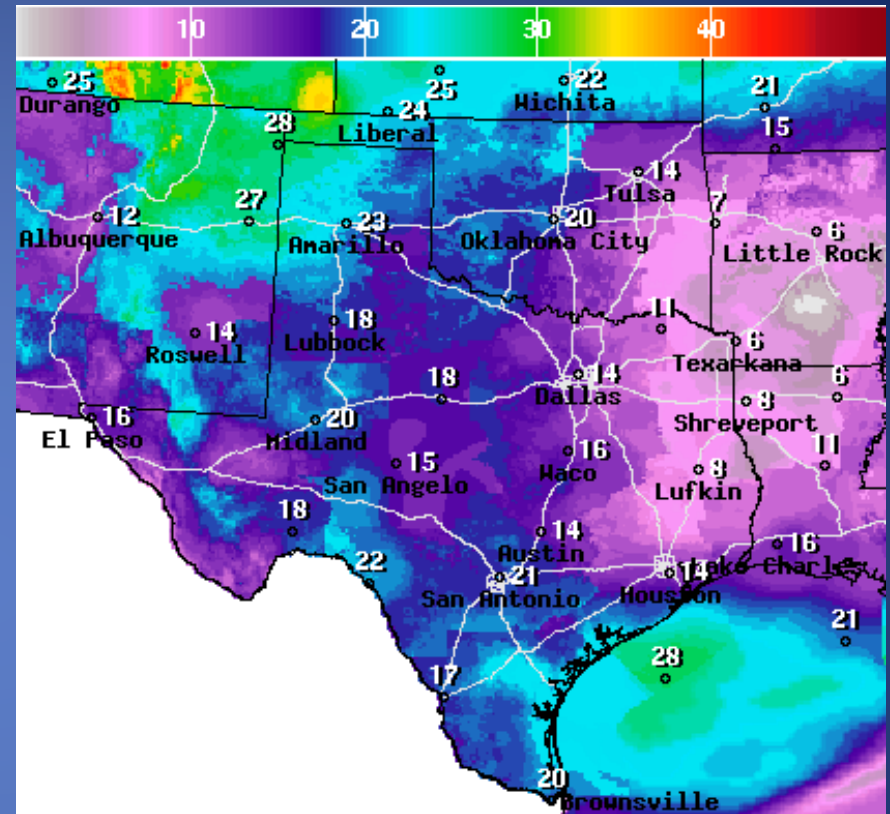 10 20 30 40
25 25 22 21
Durango Wichita
24
Liberal
28 15
14
Tulsa
12 27 23 20 7 6
Albuquerque Amarillo Oklahoma City Little Rock
14 18 11 6
Roswell Lubbock Texarkana
14
Dallas
18 8 6
Shreveport
16 20
El Paso Midland
15 16 8 11
San Angelo Waco Lufkin
18 14 16
Austin Lake Charles
22 21 14
San Antonio Houston
21
17 28
20
Brownsville